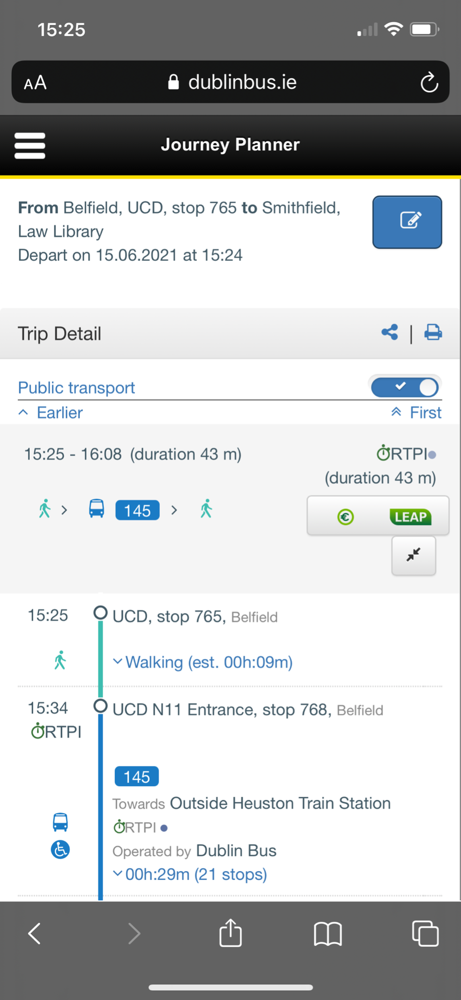 15:25
AA dublinbus.ie
Journey Planner
From Belfield, UCD, stop 765 to Smithfield,
Law Library
Depart on 15.06.2021 at 15:24
Trip Detail
|
Public transport
Earlier First
15:25 - 16:08 (duration 43 m) RTPI
(duration 43 m)
145
€ LEAP
15:25 UCD, stop 765, Belfield
Walking (est. 00h:09m)
15:34 UCD N11 Entrance, stop 768, Belfield
RTPI
145
Towards Outside Heuston Train Station
RTPI
Operated by Dublin Bus
00h:29m (21 stops)